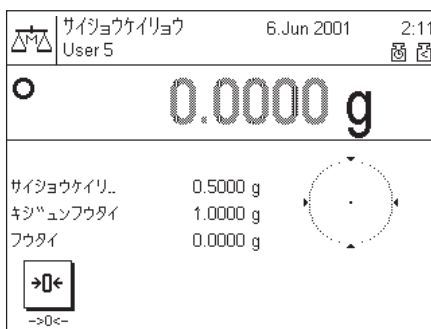 サイショウケイリョウ 6.Jun 2001 2:11
User 5
0.0000 g
サイショウケイリ.. 0.5000 g
キジュンフウタイ 1.0000 g
フウタイ 0.0000 g
→0←
–>0<–